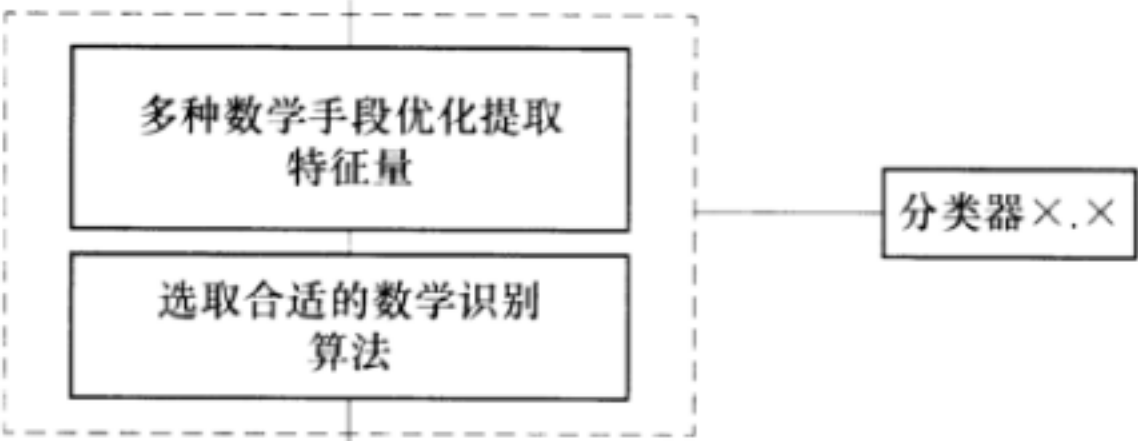 多种数学手段优化提取
特征量
分类器×.×
选取合适的数学识别
算法